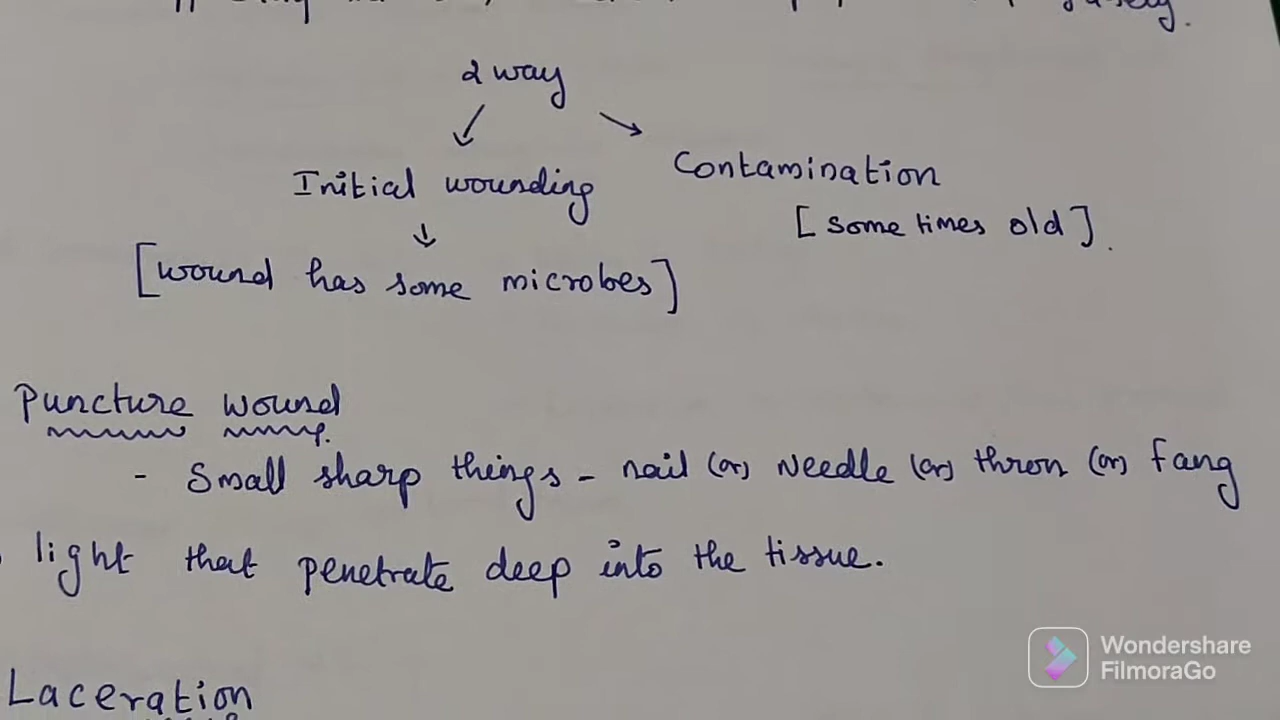 2 way
Initial wounding
Contamination
[some times old].
[wound has some microbes]
Puncture wound
- Small sharp things - nail (or) Needle (or) thron (or) fang
light that penetrate deep into the tissue.
Laceration
Wondershare
FilmoraGo